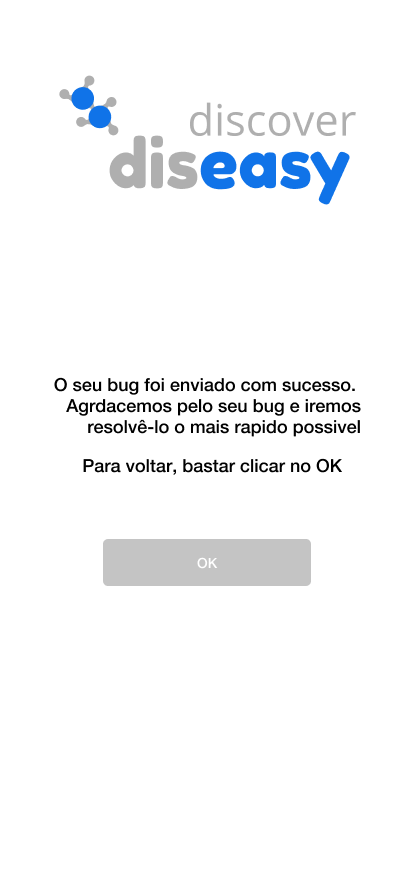 discover
diseasy
O seu bug foi enviado com sucesso.
Agrdacemos pelo seu bug e iremos
resolvê-lo o mais rapido possivel
Para voltar, bastar clicar no OK
OK